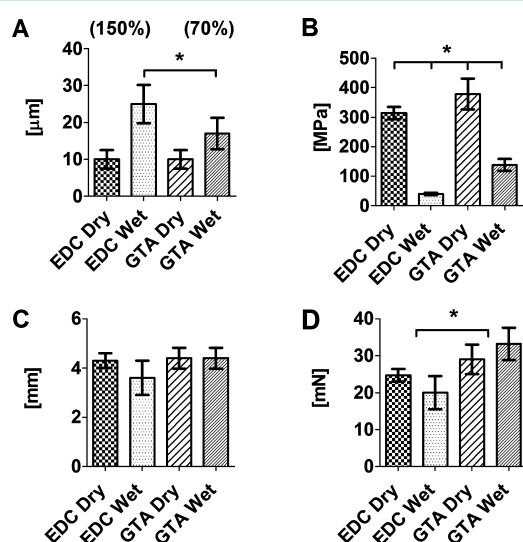 A (150%) (70%)
*
[μm]
40
30
20
10
0
EDC Dry
EDC Wet
GTA Dry
GTA Wet
B
*
[MPa]
500
400
300
200
100
0
EDC Dry
EDC Wet
GTA Dry
GTA Wet
C
[mm]
6
4
2
0
EDC Dry
EDC Wet
GTA Dry
GTA Wet
D
*
[mN]
40
30
20
10
0
EDC Dry
EDC Wet
GTA Dry
GTA Wet